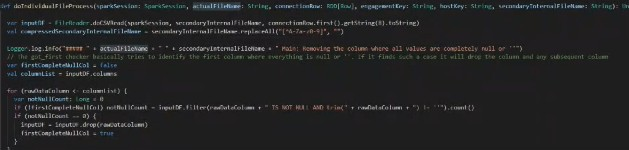 def doIndividualFileProcess(sparkSession: SparkSession, actualFileName: String, connectionRow: RDD[Row], engagementKey: String, hostKey: String, secondaryInternalFileName: String): Un
var inputDF = FileReader.doCSVRead(sparkSession, secondaryInternalFileName, connectionRow.first().getString(0).toString)
val compressedSecondaryInternalFileName = secondaryInternalFileName.replaceAll("[^A-Za-z0-9]", "")
Logger.log.info("##### " + actualFileName + " " + secondaryInternalFileName + " Main: Removing the column where all values are completely null or ''")
// The got_first checker basically tries to identify the first column where everything is null or ''. if it finds such a case it will drop the column and any subsequent column
var firstCompleteNullCol = false
val columnList = inputDF.columns
for (rawDataColumn <- columnList) {
var notNullCount: Long = 0
if (!firstCompleteNullCol) notNullCount = inputDF.filter(rawDataColumn + " IS NOT NULL AND trim(" + rawDataColumn + ") != ''").count()
if (notNullCount == 0) {
inputDF = inputDF.drop(rawDataColumn)
firstCompleteNullCol = true
}